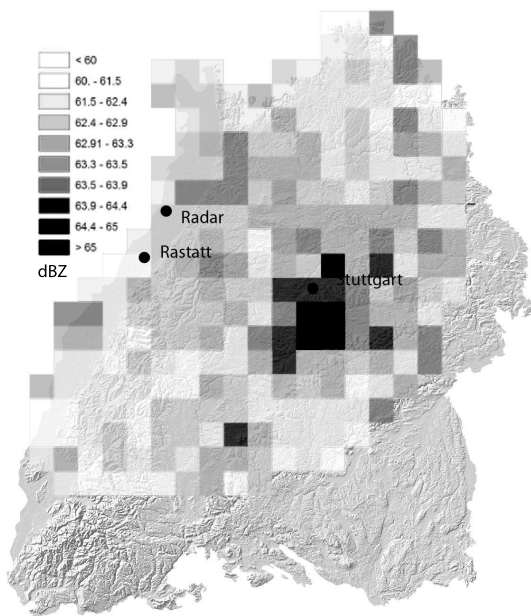 < 60
60. - 61.5
61.5 - 62.4
62.4 - 62.9
62.91 - 63.3
63.3 - 63.5
63.5 - 63.9
63.9 - 64.4
64.4 - 65
> 65
dBZ
Radar
Rastatt
Stuttgart